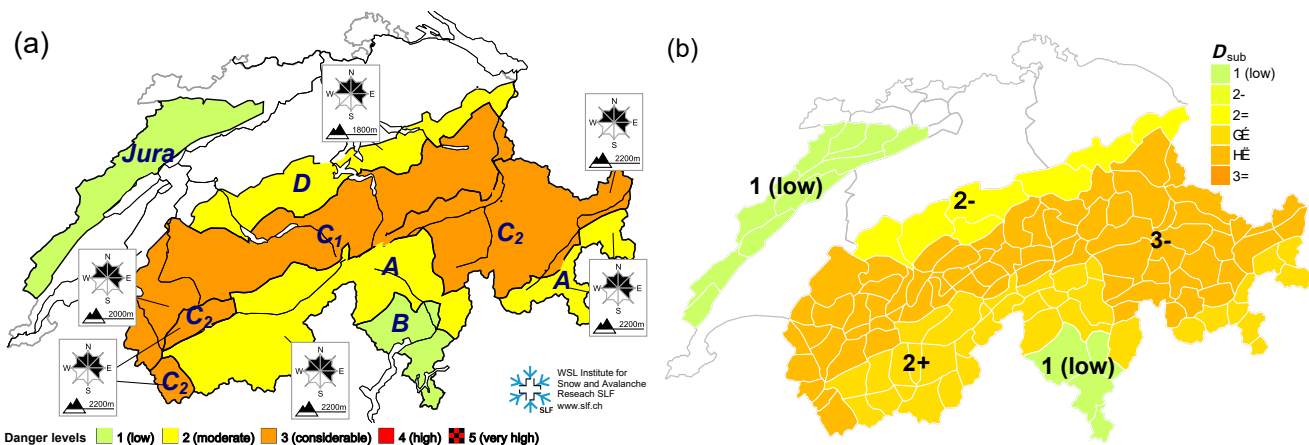 (a)
N
W E
S
1800m
N
W E
S
2200m
Jura
D
C1
C2
A
A
B
C2
C2
N
W E
S
2000m
N
W E
S
2200m
N
W E
S
2200m
N
W E
S
2200m
WSL Institute for
Snow and Avalanche
Reseach SLF
www.slf.ch
SLF
Danger levels 1 (low) 2 (moderate) 3 (considerable) 4 (high) 5 (very high)
(b)
Dsub
1 (low)
2-
2=
GÉ
HË
3=
1 (low)
2-
3-
2+
1 (low)